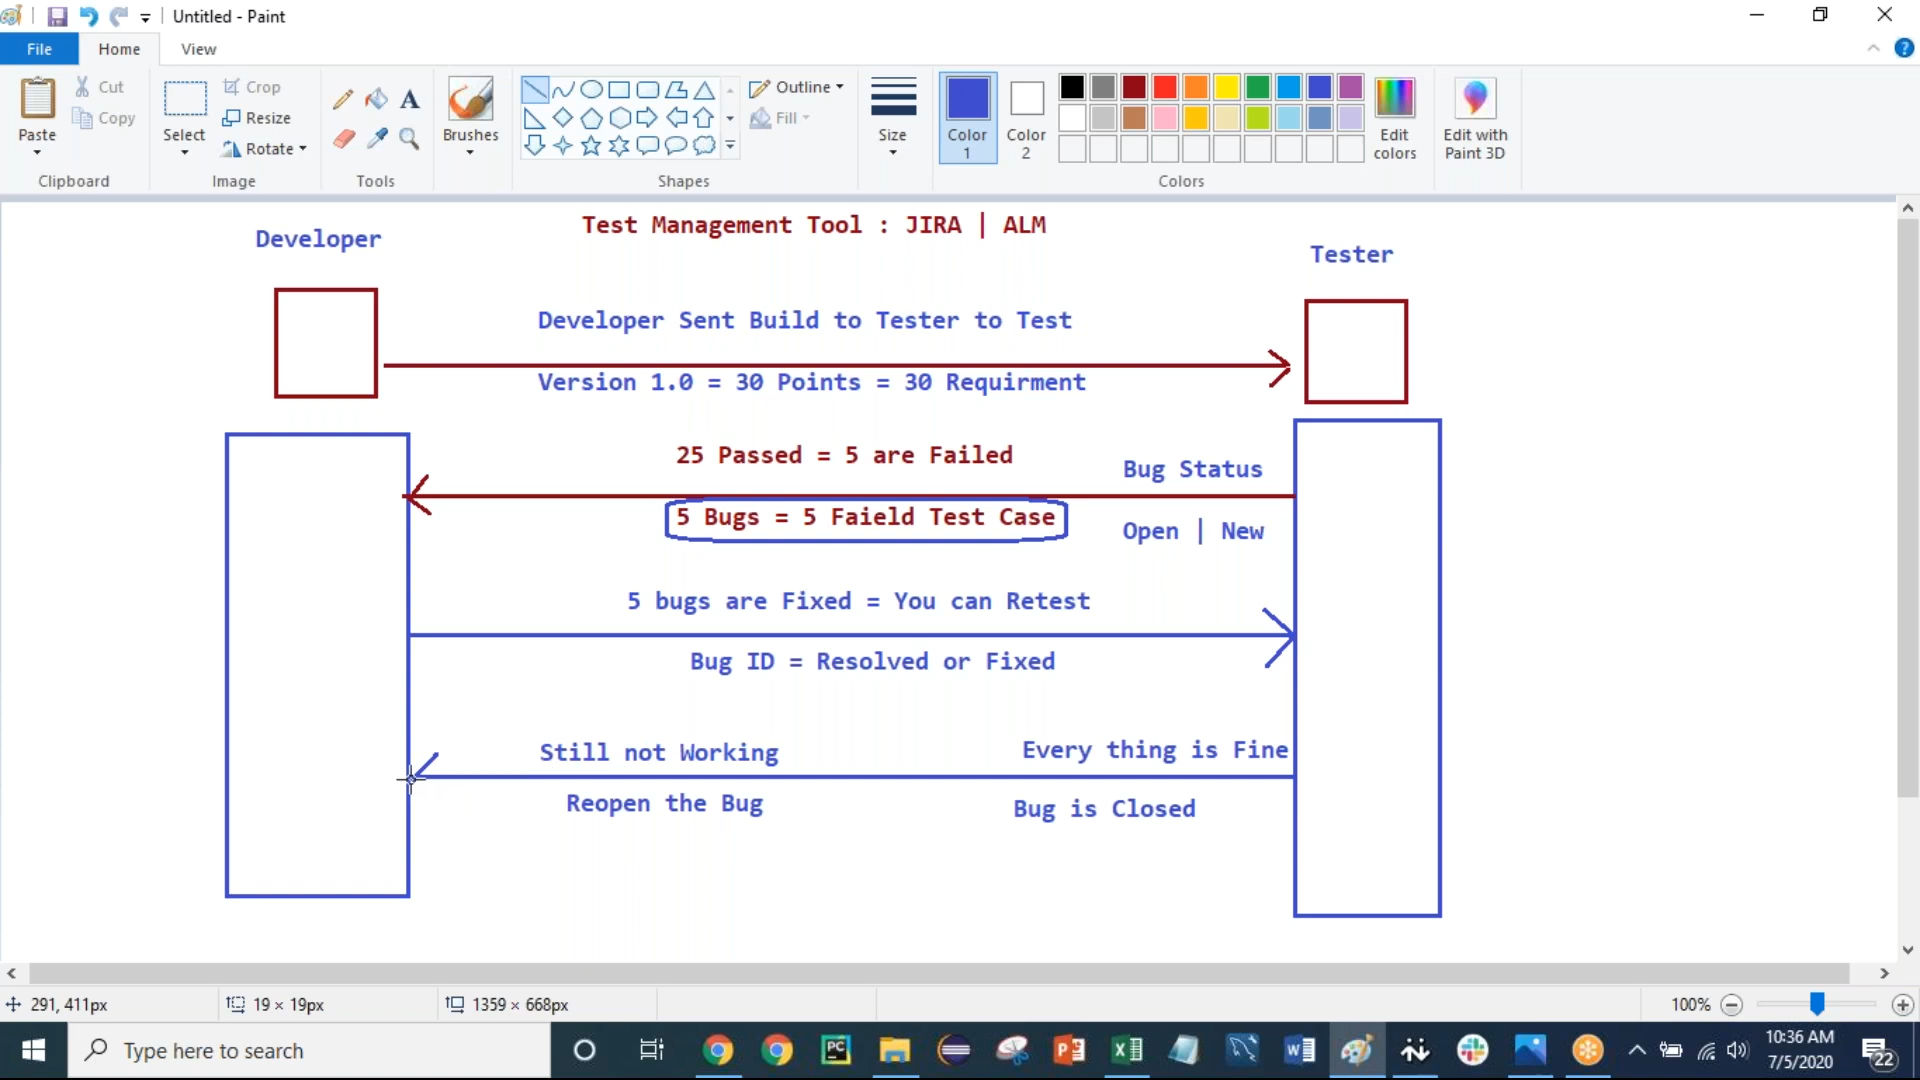 Untitled - Paint
File Home View
Paste
Cut
Copy
Clipboard
Select
Crop
Resize
Rotate
Image
A
Tools
Brushes
Outline
Fill
Shapes
Size
Color 1
Color 2
Edit colors
Colors
Edit with Paint 3D
Test Management Tool : JIRA | ALM
Developer
Tester
Developer Sent Build to Tester to Test
Version 1.0 = 30 Points = 30 Requirment
25 Passed = 5 are Failed
Bug Status
5 Bugs = 5 Faield Test Case
Open | New
5 bugs are Fixed = You can Retest
Bug ID = Resolved or Fixed
Still not Working
Every thing is Fine
Reopen the Bug
Bug is Closed
291, 411px
19 × 19px
1359 × 668px
100%
Type here to search
PC
10:36 AM
7/5/2020
22